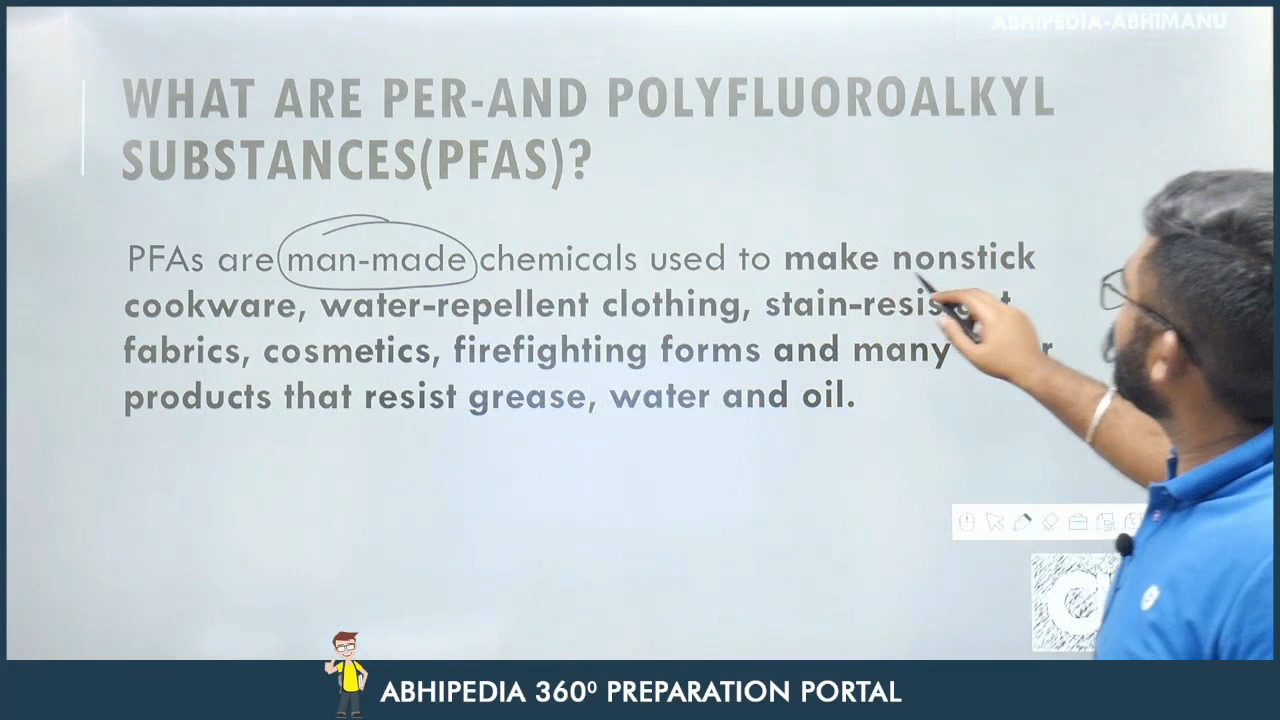 ABHIPEDIA-ABHIMANU
WHAT ARE PER-AND POLYFLUOROALKYL
SUBSTANCES(PFAS)?
PFAs are man-made chemicals used to make nonstick
cookware, water-repellent clothing,
fabrics, cosmetics, firefighting forms and many
products that resist grease, water and oil.
ABHIPEDIA 360⁰ PREPARATION PORTAL